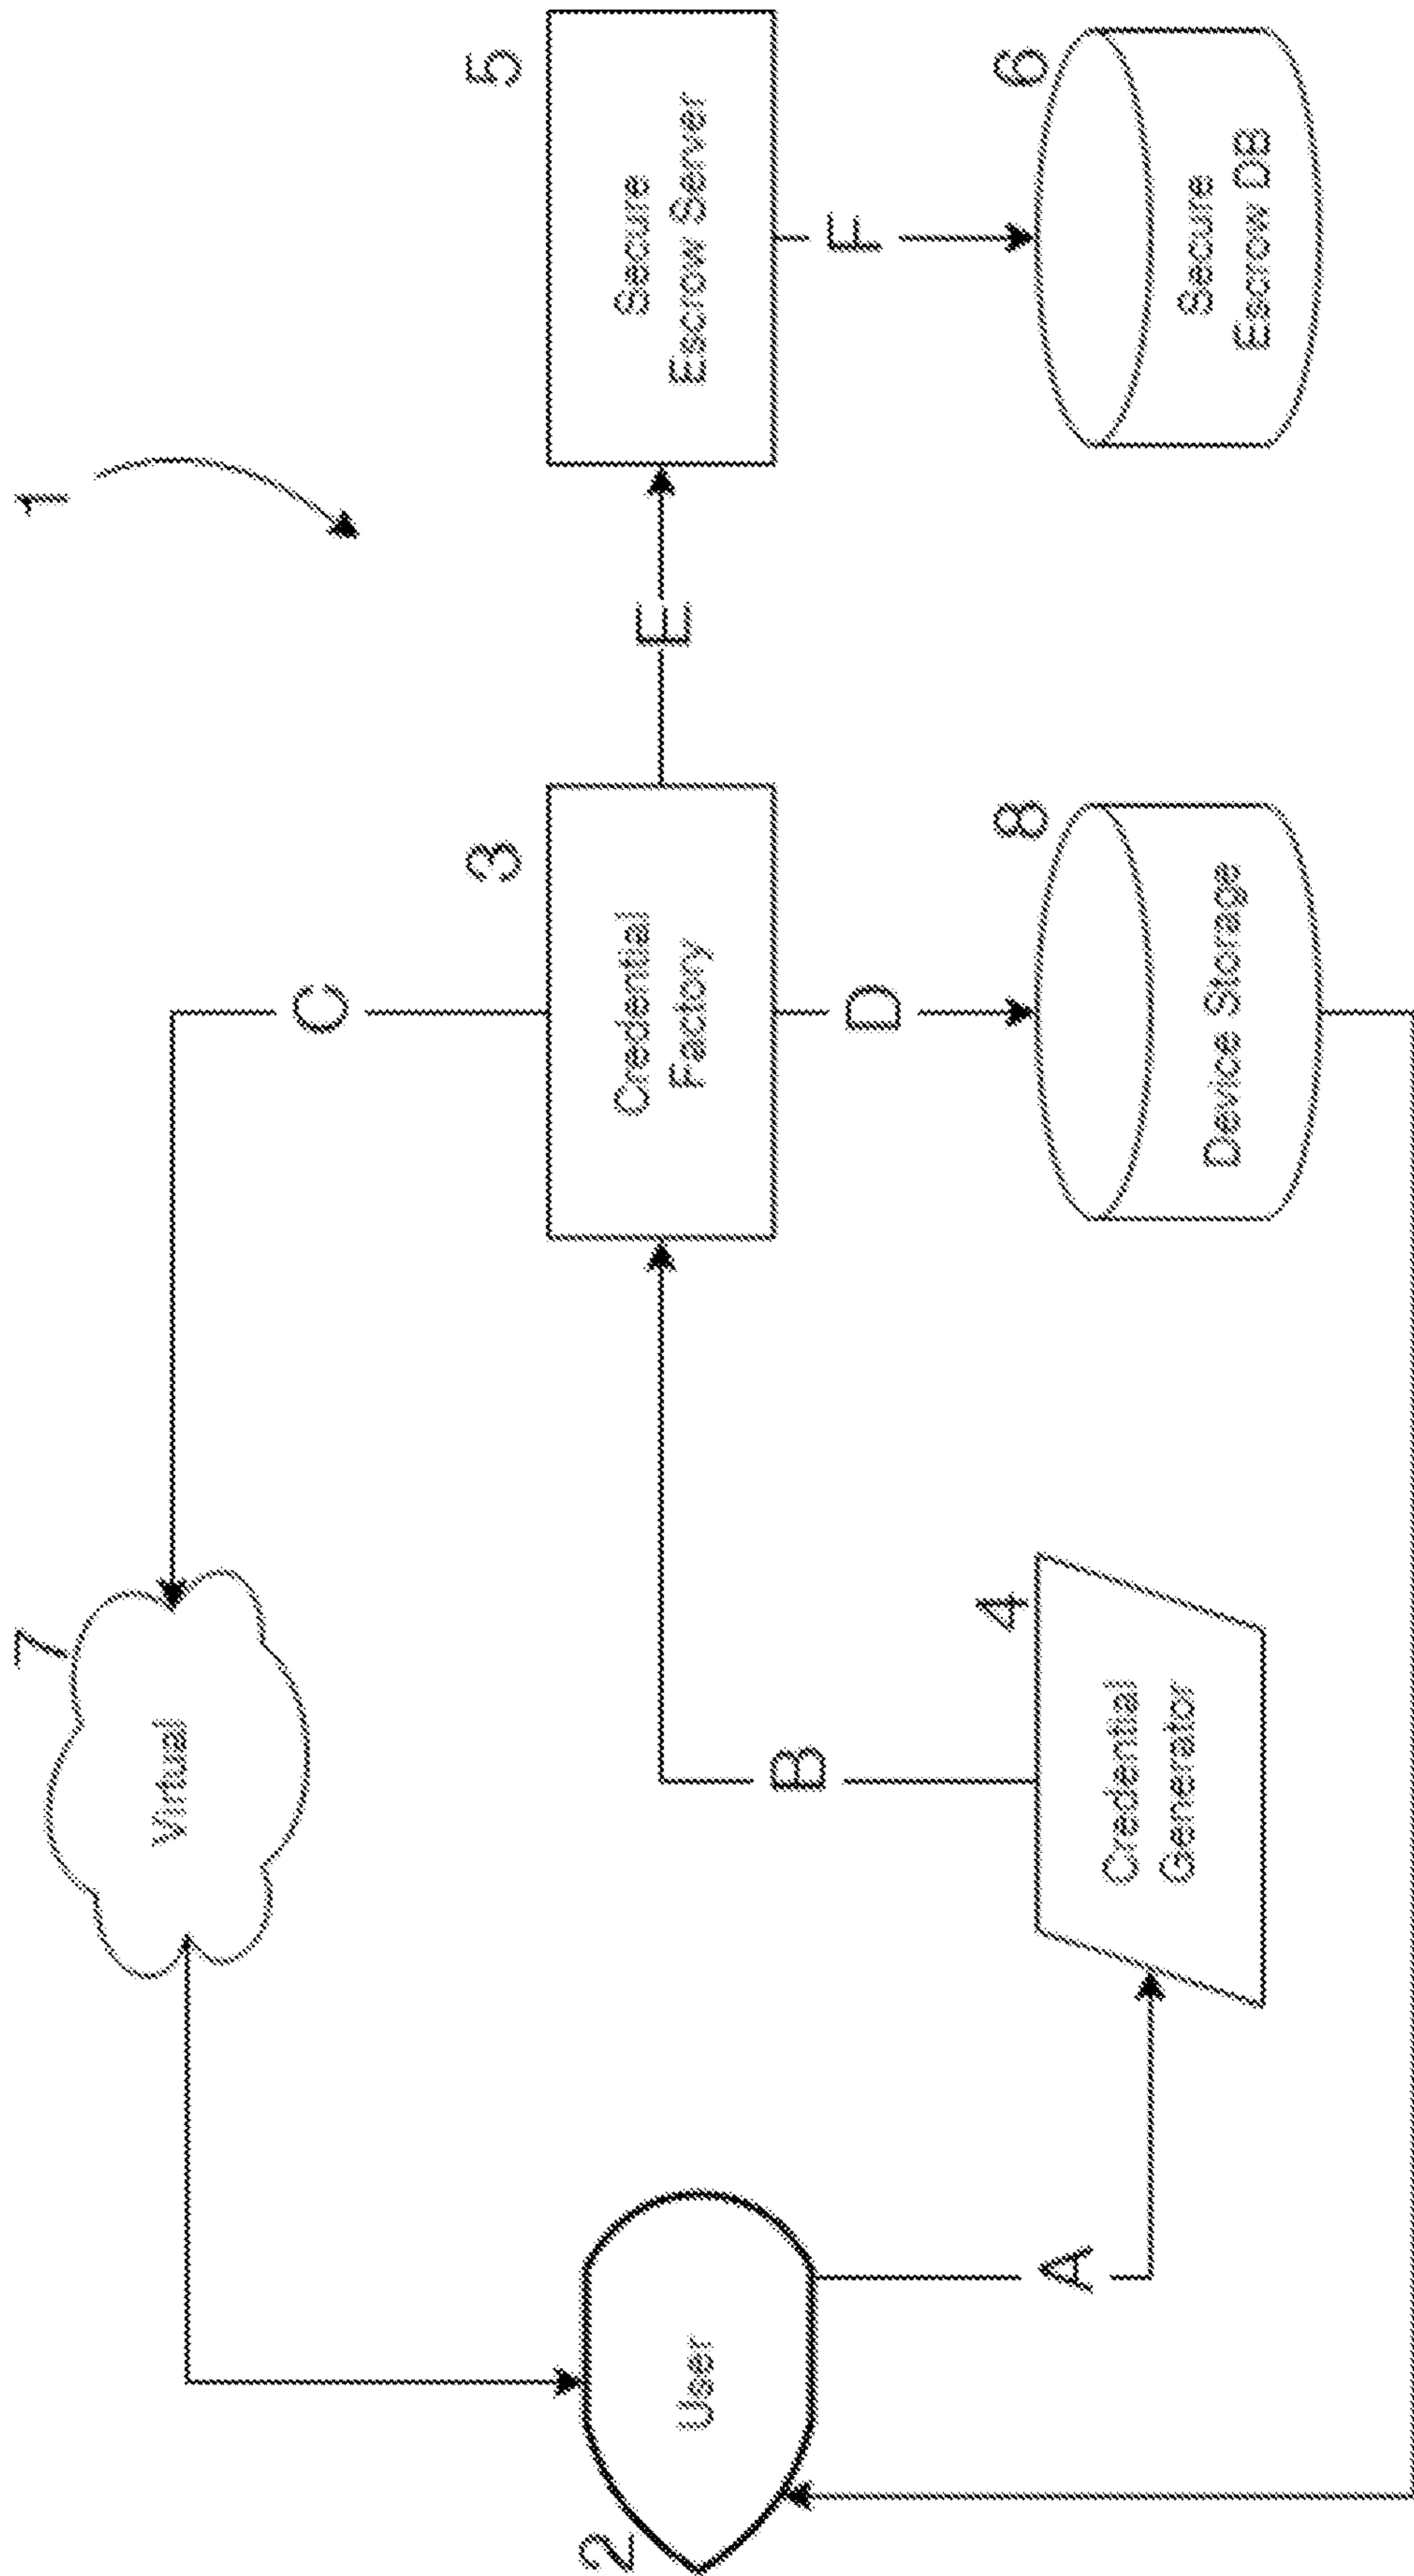 1
7
Virtual
C
2
User
A
B
4
Credential
Generator
3
Credential
Factory
D
8
Device Storage
E
5
Secure
Escrow Server
F
6
Secure
Escrow DB